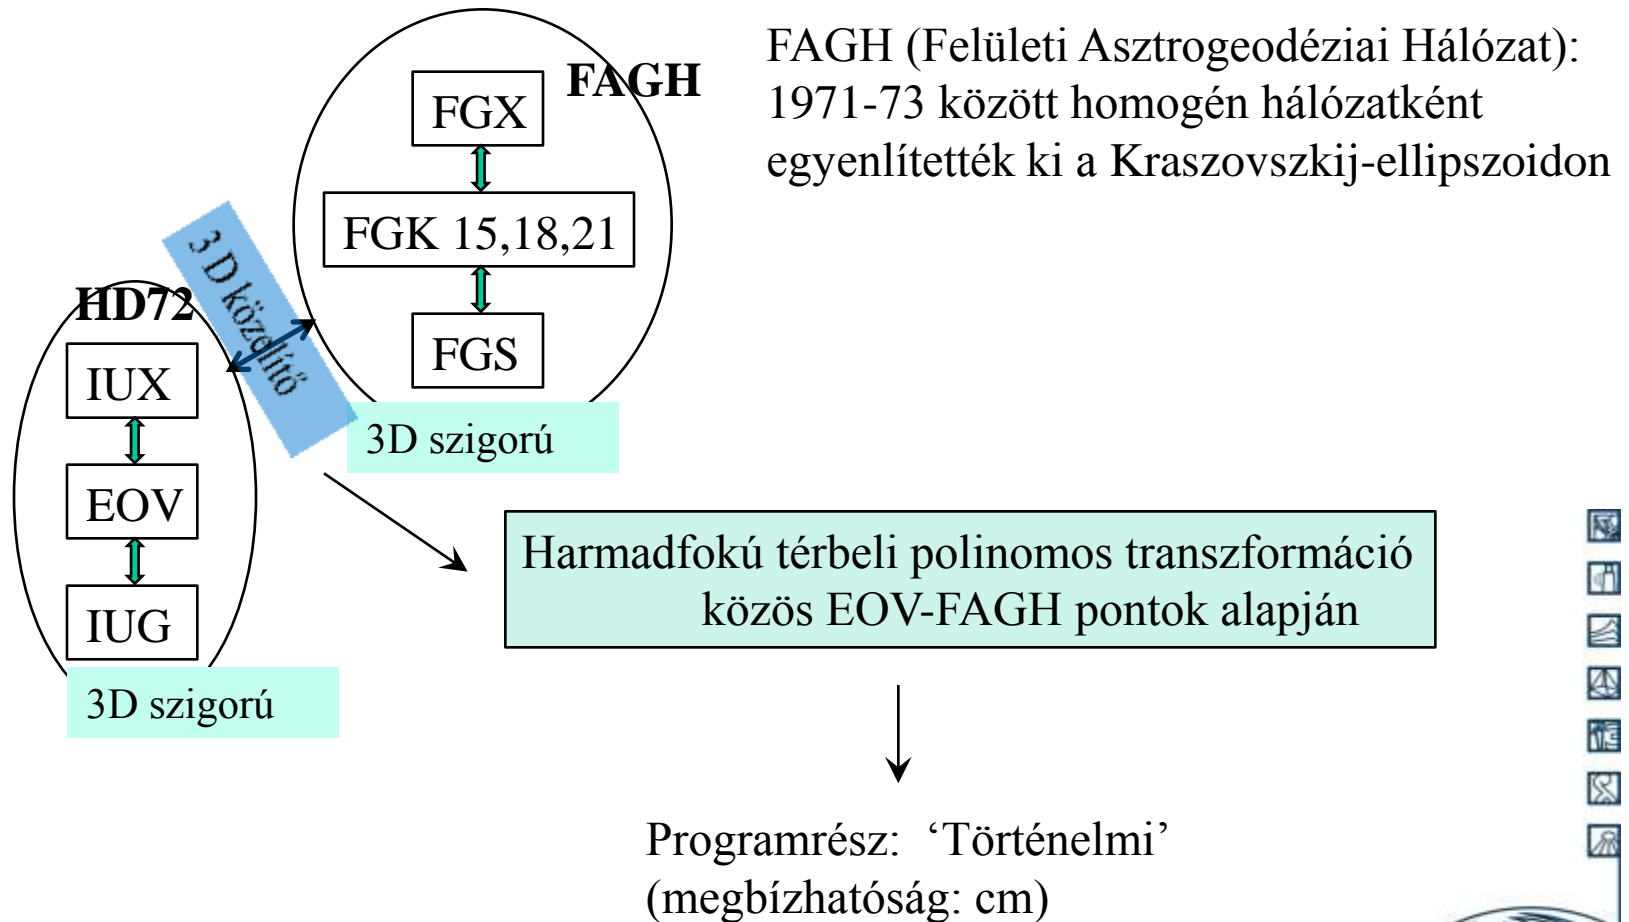 FAGH (Felületi Asztrogeodéziai Hálózat):
1971-73 között homogén hálózatként
egyenlítették ki a Kraszovszkij-ellipszoidon
FAGH
FGX
FGK 15,18,21
FGS
3D szigorú
3 D közelítő
HD72
IUX
EOV
IUG
3D szigorú
Harmadfokú térbeli polinomos transzformáció
közös EOV-FAGH pontok alapján
Programrész: ‘Történelmi’
(megbízhatóság: cm)